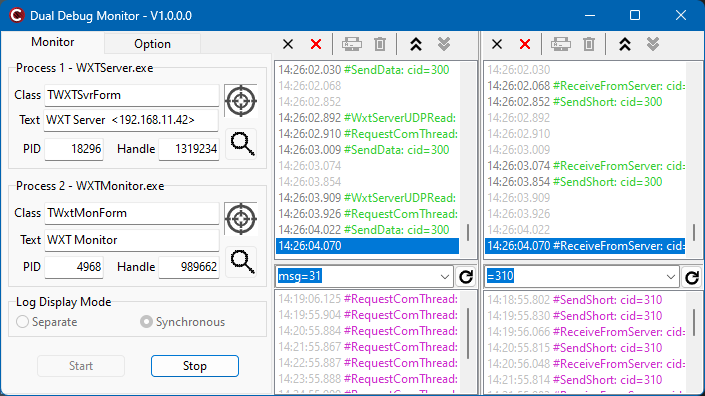 Dual Debug Monitor - V1.0.0.0
Monitor Option
Process 1 - WXTServer.exe
Class TWXTSvrForm
Text WXT Server <192.168.11.42>
PID 18296 Handle 1319234
Process 2 - WXTMonitor.exe
Class TWxtMonForm
Text WXT Monitor
PID 4968 Handle 989662
Log Display Mode
Separate Synchronous
Start Stop
14:26:02.030 #SendData: cid=300
14:26:02.068
14:26:02.852
14:26:02.892 #WxtServerUDPRead:
14:26:02.910 #RequestComThread:
14:26:03.009 #SendData: cid=300
14:26:03.074
14:26:03.854
14:26:03.909 #WxtServerUDPRead:
14:26:03.926 #RequestComThread:
14:26:04.022 #SendData: cid=300
14:26:04.070
msg=31
14:19:06.125 #RequestComThread:
14:19:55.904 #RequestComThread:
14:20:55.884 #RequestComThread:
14:21:55.867 #RequestComThread:
14:22:55.887 #RequestComThread:
14:23:55.888 #RequestComThread:
14:26:02.030
14:26:02.068 #ReceiveFromServer: cid=
14:26:02.852 #SendShort: cid=300
14:26:02.892
14:26:02.910
14:26:03.009
14:26:03.074 #ReceiveFromServer: cid=
14:26:03.854 #SendShort: cid=300
14:26:03.909
14:26:03.926
14:26:04.022
14:26:04.070 #ReceiveFromServer: cid=
=310
14:18:55.802 #SendShort: cid=310
14:19:55.830 #SendShort: cid=310
14:19:56.066 #ReceiveFromServer: cid=
14:20:55.815 #SendShort: cid=310
14:20:56.048 #ReceiveFromServer: cid=
14:21:55.814 #SendShort: cid=310